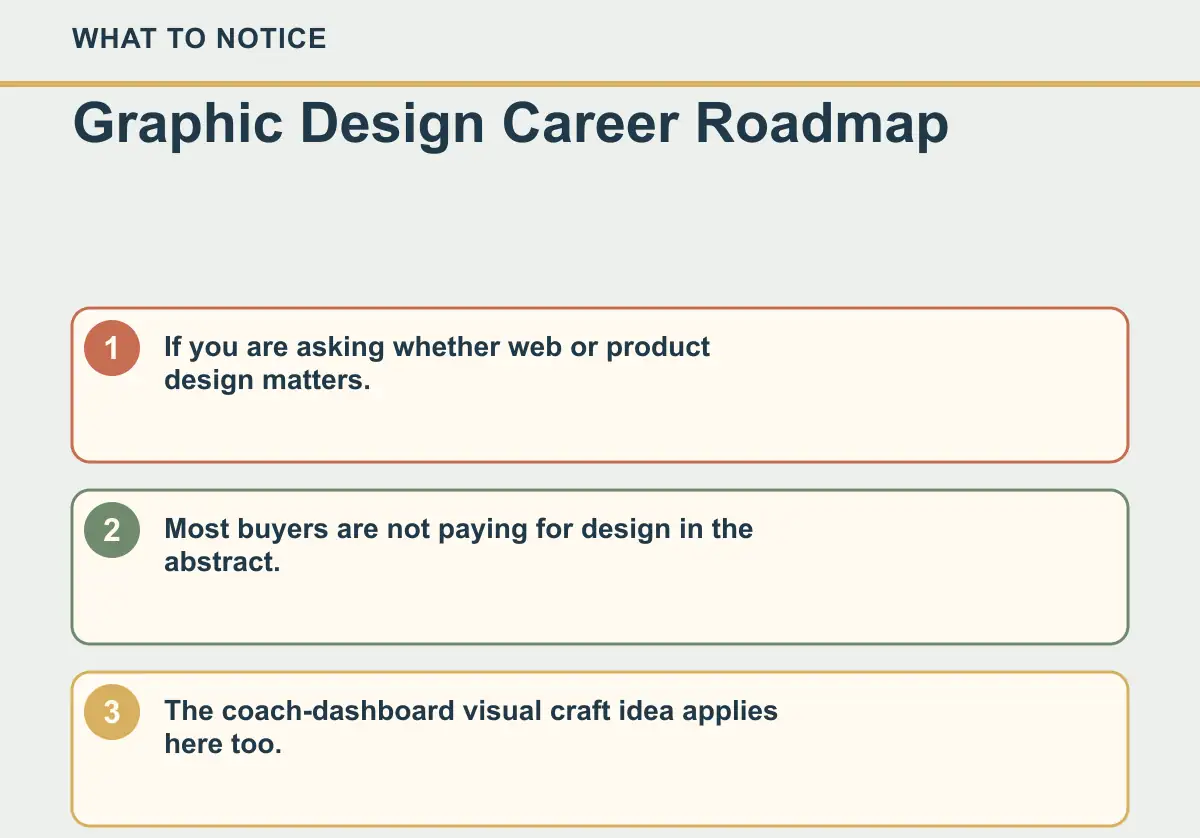 WHAT TO NOTICE
Graphic Design Career Roadmap
1
If you are asking whether web or product
design matters.
2
Most buyers are not paying for design in the
abstract.
3
The coach-dashboard visual craft idea applies
here too.